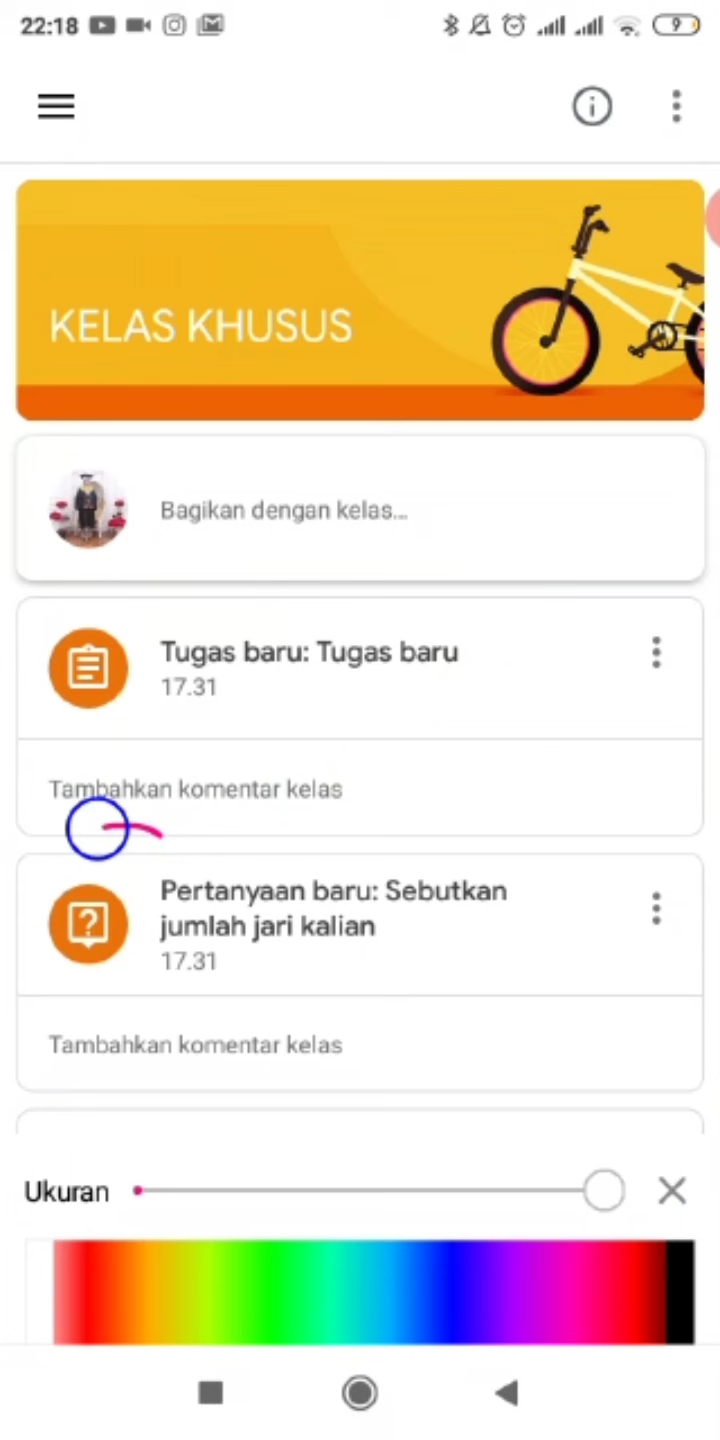 22:18
9
KELAS KHUSUS
Bagikan dengan kelas...
Tugas baru: Tugas baru
17.31
Tambahkan komentar kelas
Pertanyaan baru: Sebutkan
jumlah jari kalian
17.31
Tambahkan komentar kelas
Ukuran